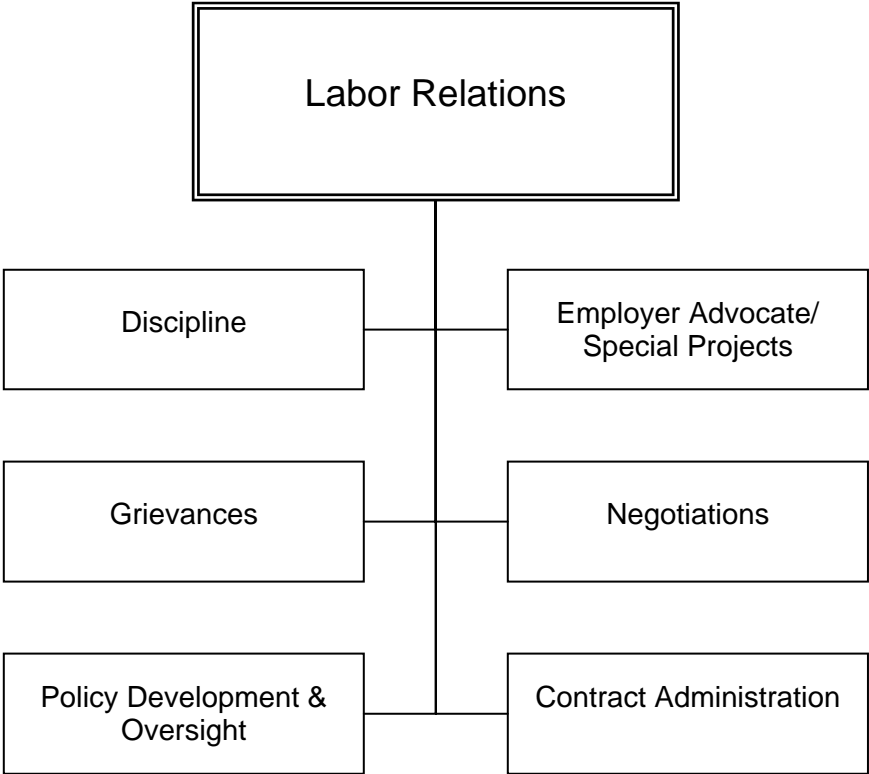 Labor Relations
Discipline
Employer Advocate/
Special Projects
Grievances
Negotiations
Policy Development &
Oversight
Contract Administration